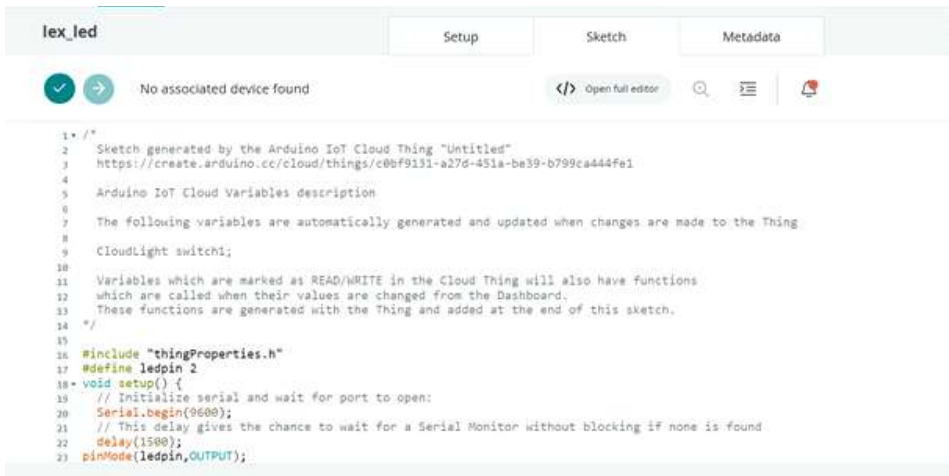 lex_led
Setup
Sketch
Metadata
No associated device found
</> Open full editor
1 /*
2 Sketch generated by the Arduino IoT Cloud Thing "Untitled"
3 https://create.arduino.cc/cloud/things/c0bf9131-a27d-451a-be39-b799ca444fe1
4
5 Arduino IoT Cloud Variables description
6
7 The following variables are automatically generated and updated when changes are made to the Thing
8
9 CloudLight switch1;
10
11 Variables which are marked as READ/WRITE in the Cloud Thing will also have functions
12 which are called when their values are changed from the Dashboard.
13 These functions are generated with the Thing and added at the end of this sketch.
14 */
15
16 #include "thingProperties.h"
17 #define ledpin 2
18 void setup() {
19 // Initialize serial and wait for port to open:
20 Serial.begin(9600);
21 // This delay gives the chance to wait for a Serial Monitor without blocking if none is found
22 delay(1500);
23 pinMode(ledpin,OUTPUT);